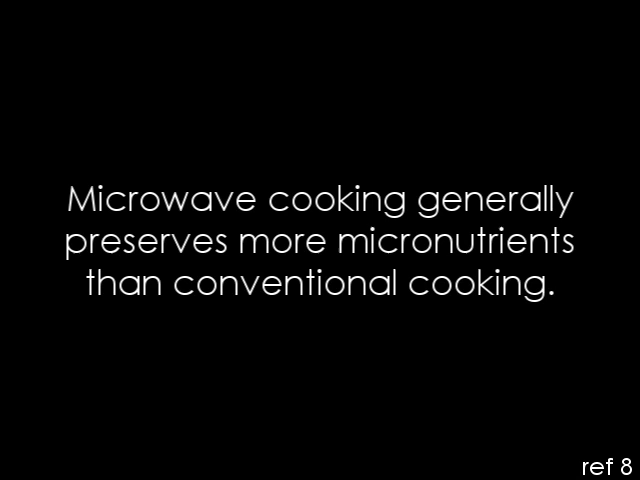 Microwave cooking generally
preserves more micronutrients
than conventional cooking.
ref 8